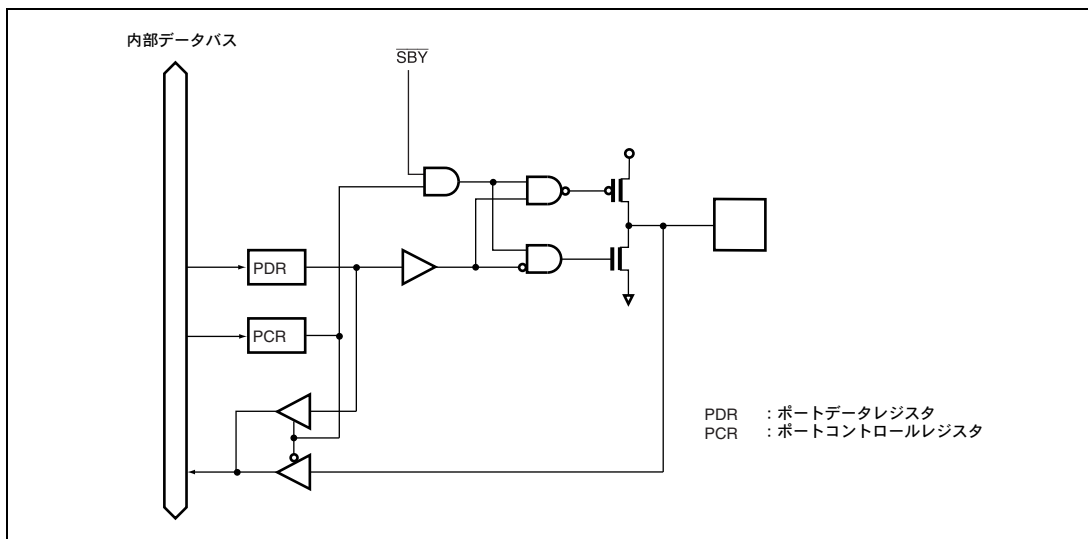 内部データバス
S̅B̅Y̅
PDR
PCR
PDR : ポートデータレジスタ
PCR : ポートコントロールレジスタ